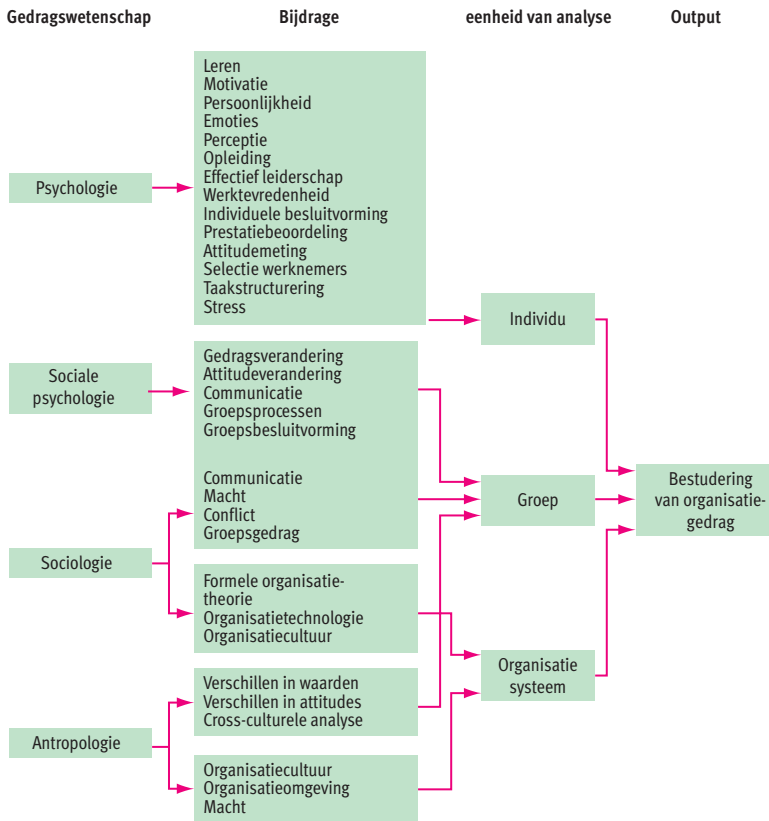 Gedragswetenschap
Bijdrage
eenheid van analyse
Output
Psychologie
Leren
Motivatie
Persoonlijkheid
Emoties
Perceptie
Opleiding
Effectief leiderschap
Werktevredenheid
Individuele besluitvorming
Prestatiebeoordeling
Attitudemeting
Selectie werknemers
Taakstructurering
Stress
Individu
Sociale
psychologie
Gedragsverandering
Attitudeverandering
Communicatie
Groepsprocessen
Groepsbesluitvorming
Communicatie
Macht
Conflict
Groepsgedrag
Groep
Bestudering
van organisatie-
gedrag
Sociologie
Formele organisatie-
theorie
Organisatietechnologie
Organisatiecultuur
Organisatie
systeem
Antropologie
Verschillen in waarden
Verschillen in attitudes
Cross-culturele analyse
Organisatiecultuur
Organisatieomgeving
Macht